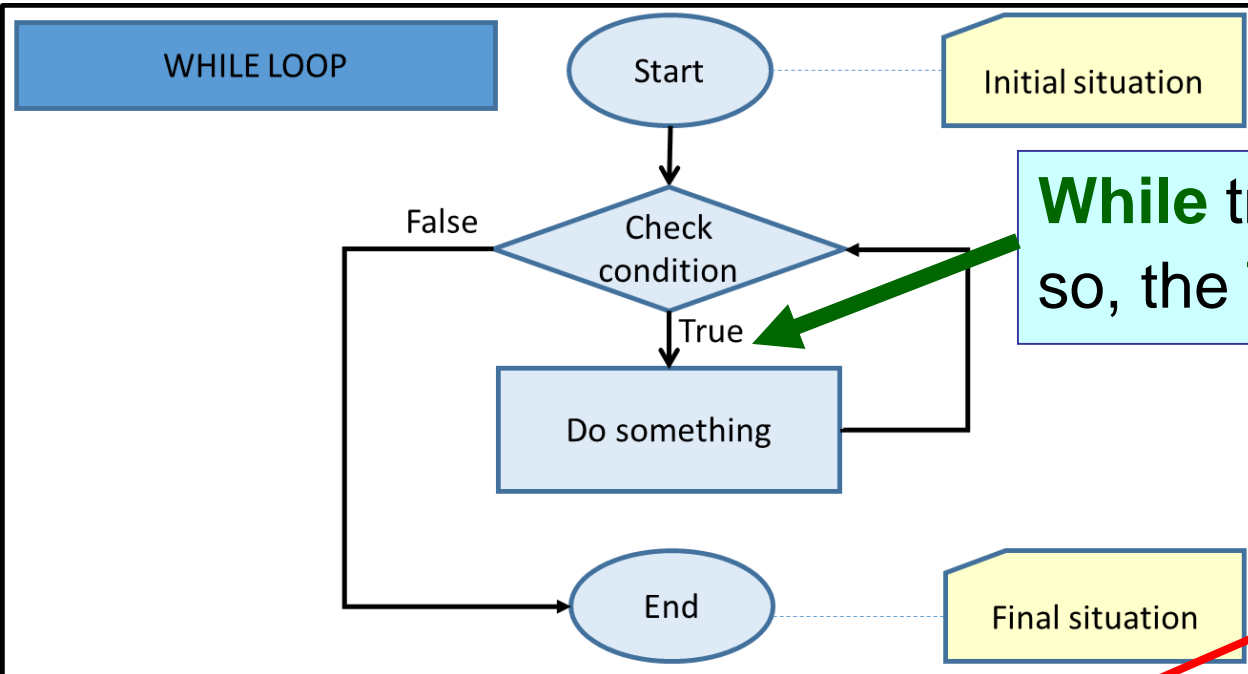 WHILE LOOP
Start
Initial situation
While
so, the
False
Check
condition
True
Do something
End
Final situation